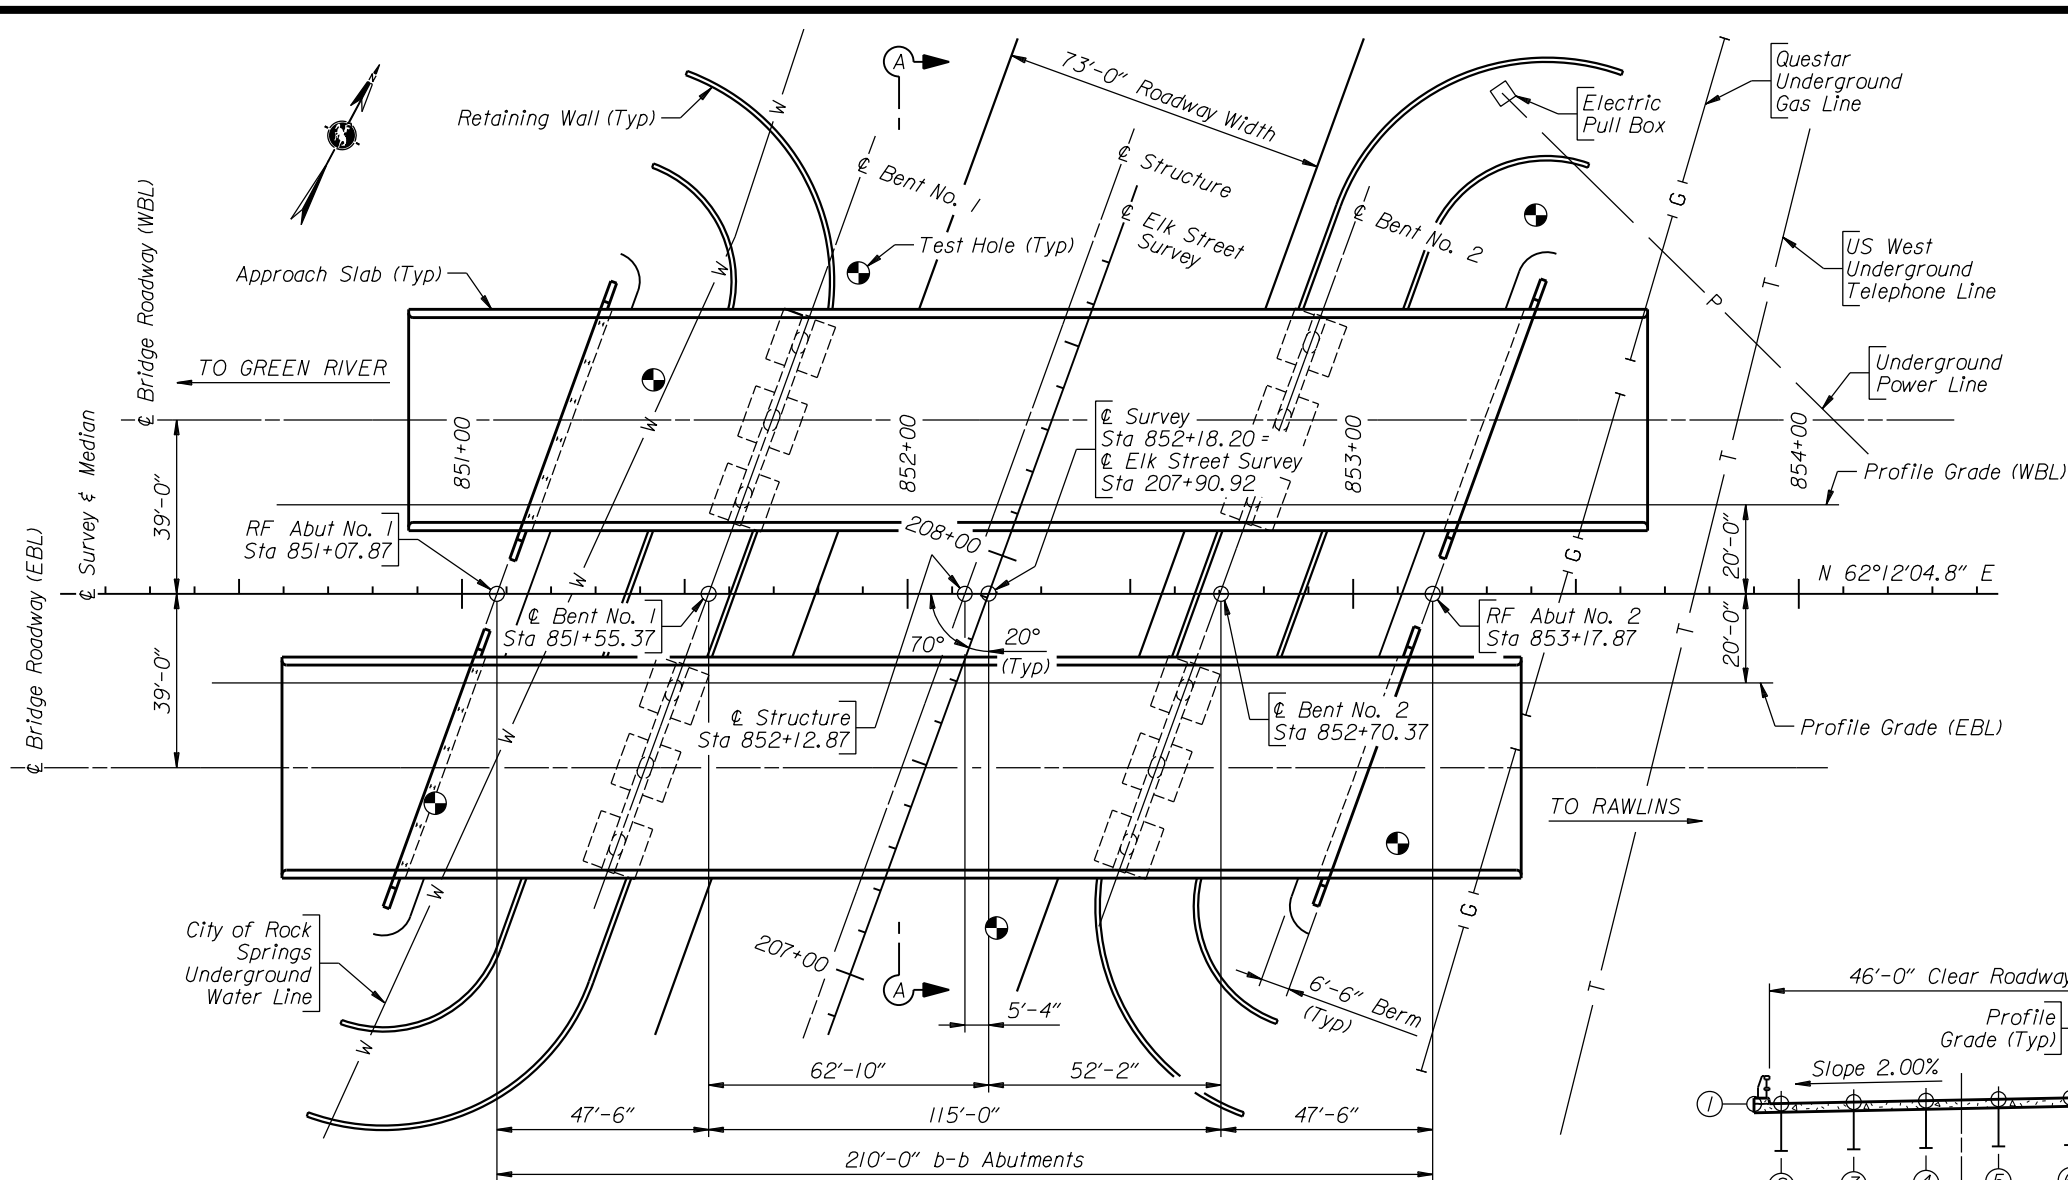 A
73'-0" Roadway Width
Questar
Underground
Gas Line
Electric
Pull Box
Retaining Wall (Typ)
W
N
℄ Bent No. 1
℄ Structure
℄ Elk Street
Survey
℄ Bent No. 2
G
US West
Underground
Telephone Line
Test Hole (Typ)
Approach Slab (Typ)
W
T
P
℄ Bridge Roadway (WBL)
TO GREEN RIVER
Underground
Power Line
851+00
852+00
853+00
854+00
W
℄ Survey
Sta 852+18.20 =
℄ Elk Street Survey
Sta 207+90.92
T
Profile Grade (WBL)
℄ Survey & Median
39'-0"
RF Abut No. 1
Sta 851+07.87
208+00
G
20'-0"
N 62°12'04.8" E
W
℄ Bent No. 1
Sta 851+55.37
70°
20°
(Typ)
RF Abut No. 2
Sta 853+17.87
T
20'-0"
℄ Bridge Roadway (EBL)
39'-0"
W
℄ Structure
Sta 852+12.87
℄ Bent No. 2
Sta 852+70.37
Profile Grade (EBL)
TO RAWLINS
W
G
City of Rock
Springs
Underground
Water Line
207+00
A
T
W
5'-4"
6'-6" Berm
(Typ)
46'-0" Clear Roadway
Profile
Grade (Typ)
Slope 2.00%
62'-10"
52'-2"
1
47'-6"
115'-0"
47'-6"
210'-0" b-b Abutments